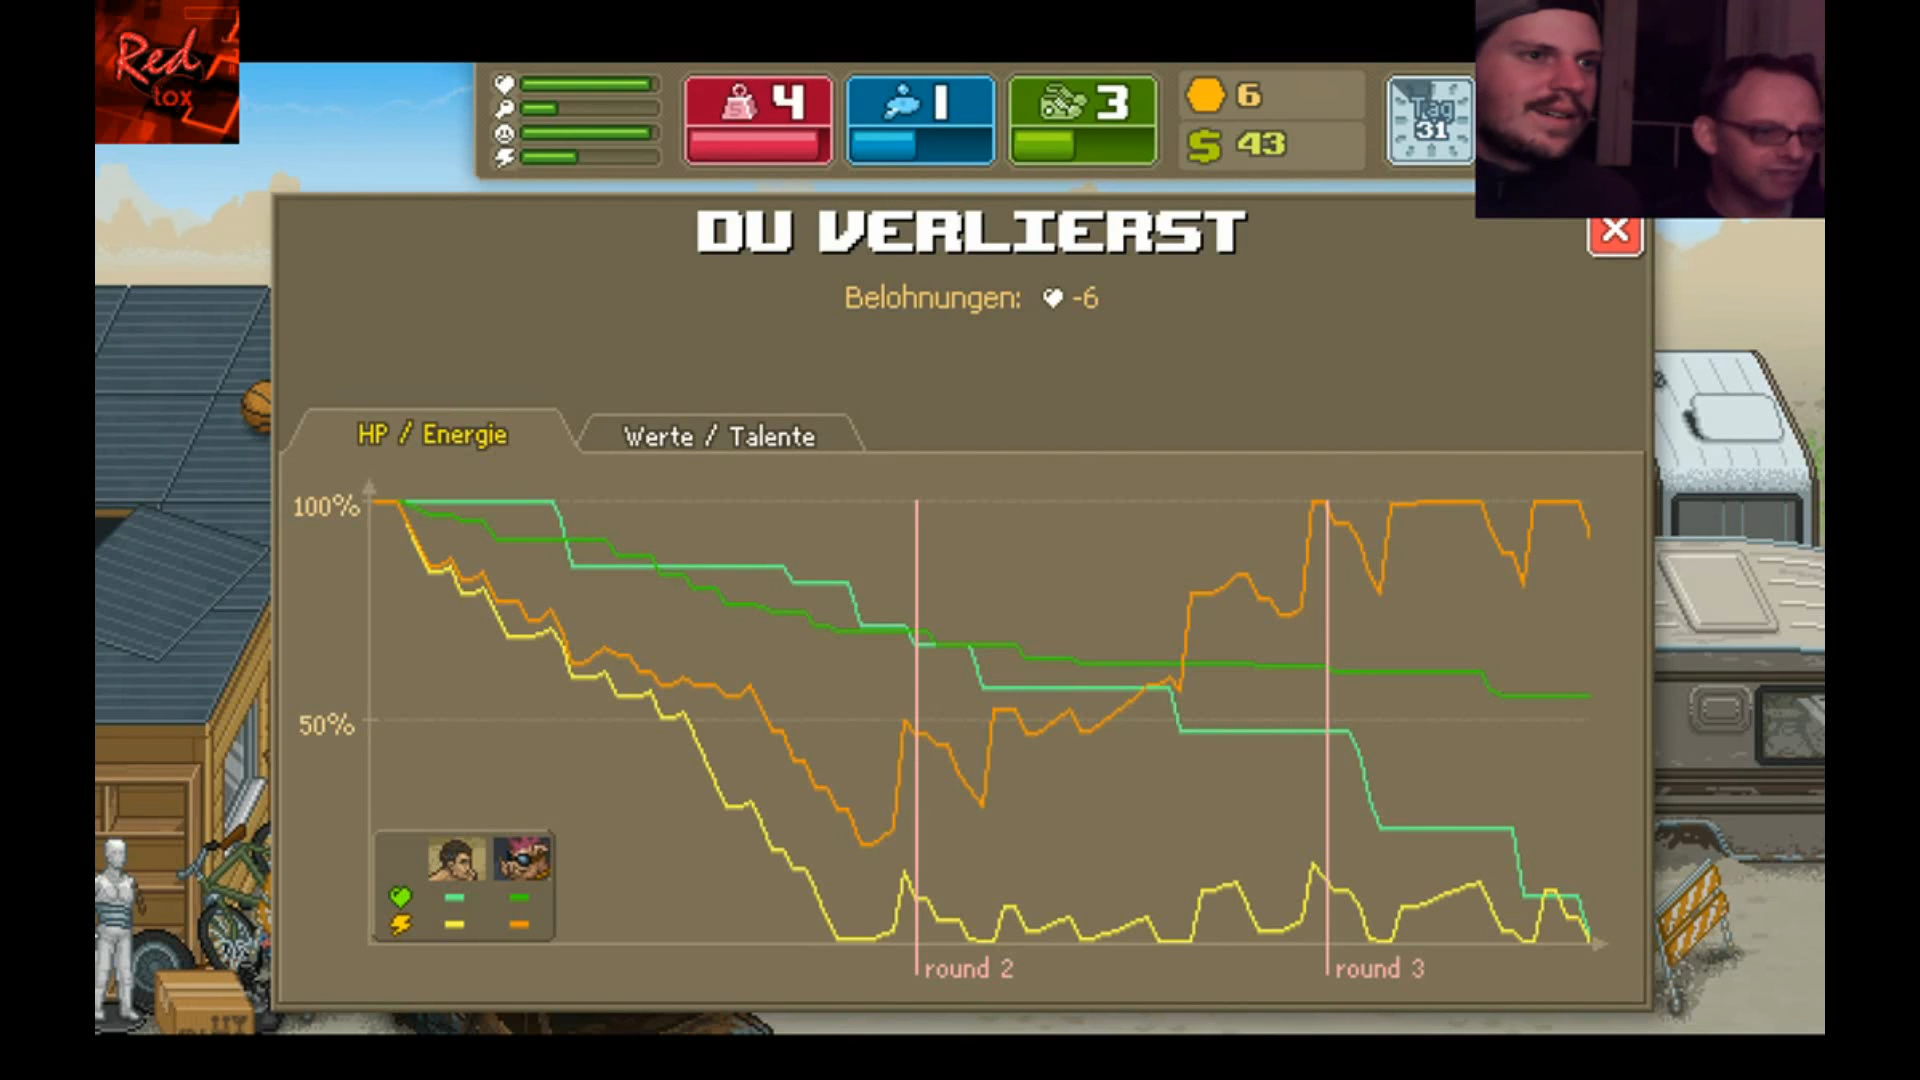 Red
tox
4
1
3
6
43
Tag
31
DU VERLIERST
Belohnungen: -6
HP / Energie
Werte / Talente
100%
50%
round 2
round 3